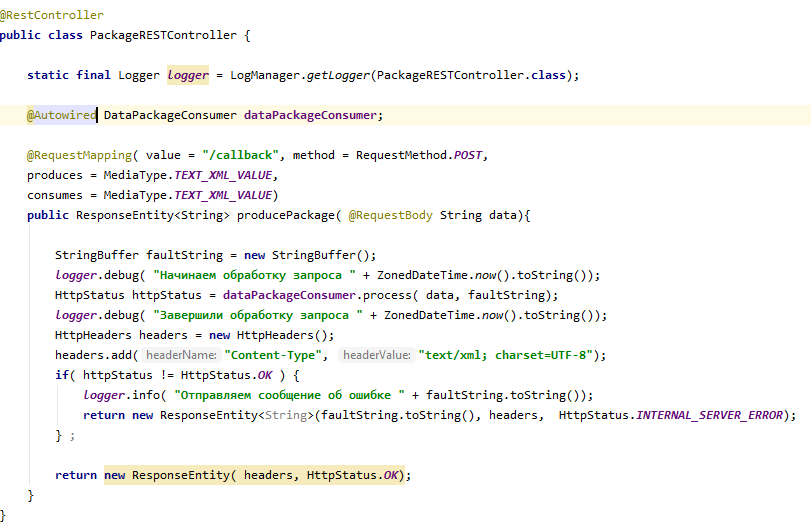 @RestController
public class PackageRESTController {
static final Logger logger = LogManager.getLogger(PackageRESTController.class);
@Autowired DataPackageConsumer dataPackageConsumer;
@RequestMapping( value = "/callback", method = RequestMethod.POST,
produces = MediaType.TEXT_XML_VALUE,
consumes = MediaType.TEXT_XML_VALUE)
public ResponseEntity<String> producePackage( @RequestBody String data){
StringBuffer faultString = new StringBuffer();
logger.debug( "Начинаем обработку запроса " + ZonedDateTime.now().toString());
HttpStatus httpStatus = dataPackageConsumer.process( data, faultString);
logger.debug( "Завершили обработку запроса " + ZonedDateTime.now().toString());
HttpHeaders headers = new HttpHeaders();
headers.add( headerName: "Content-Type", headerValue: "text/xml; charset=UTF-8");
if( httpStatus != HttpStatus.OK ) {
logger.info( "Отправляем сообщение об ошибке " + faultString.toString());
return new ResponseEntity<String>(faultString.toString(), headers, HttpStatus.INTERNAL_SERVER_ERROR);
} ;
return new ResponseEntity( headers, HttpStatus.OK);
}
}